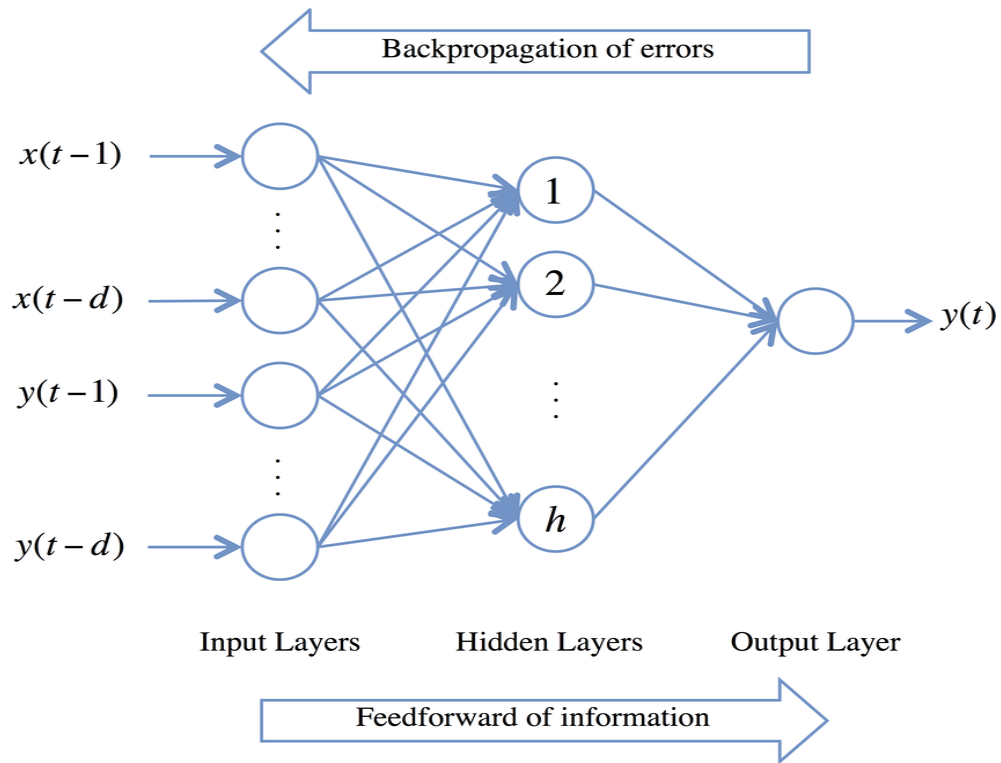 Backpropagation of errors
x(t − 1)
⋮
x(t − d)
y(t − 1)
⋮
y(t − d)
1
2
⋮
h
y(t)
Input Layers
Hidden Layers
Output Layer
Feedforward of information